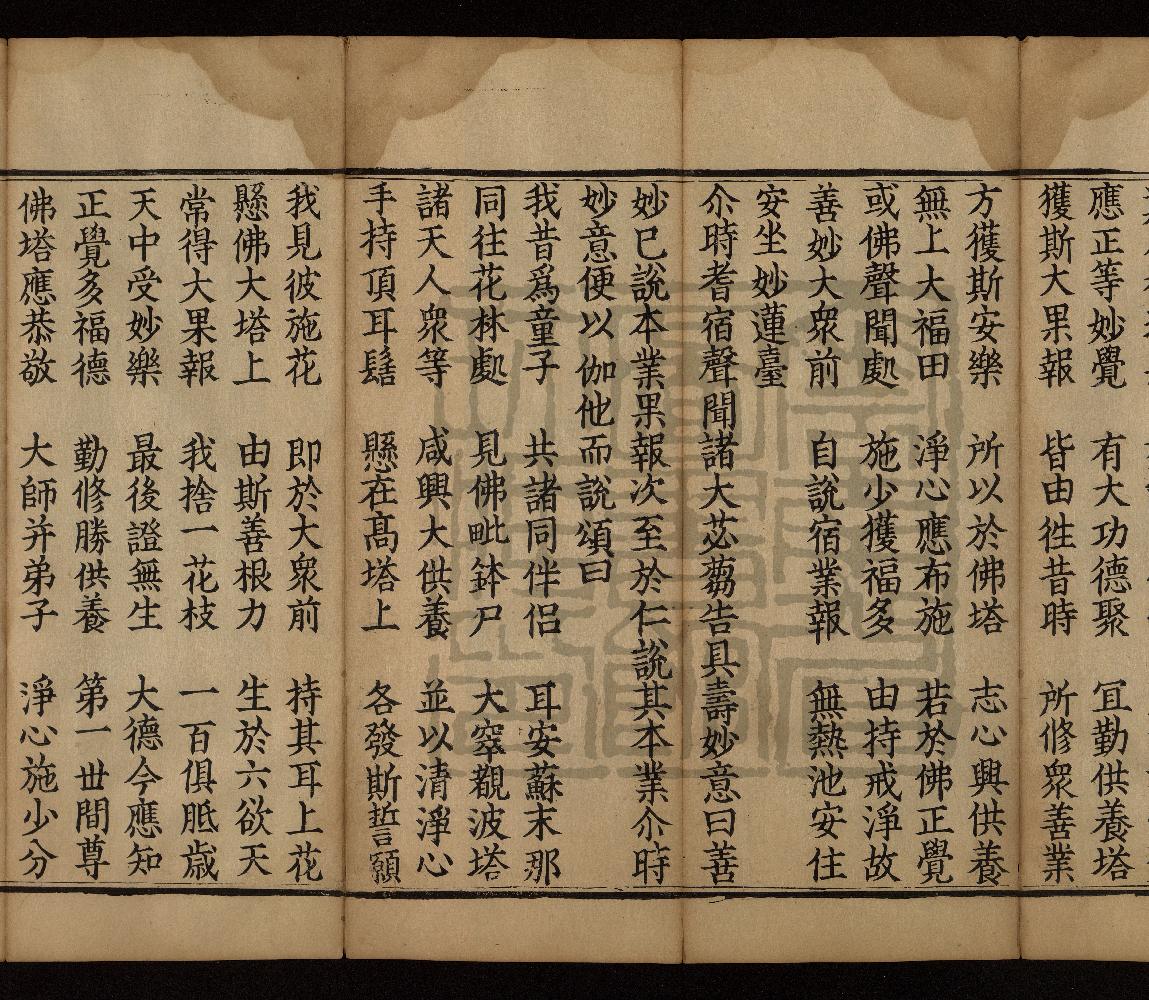 應正等妙覺　有大功德聚　冝勤供養塔
獲斯大果報　皆由徃昔時　所修衆善業
方獲斯安樂　所以於佛塔　志心興供養
無上大福田　淨心應布施　若於佛正覺
或佛聲聞處　施少獲福多　由持戒淨故
善妙大衆前　自說宿業報　無熱池安住
安坐妙蓮臺
尒時耆宿聲聞諸大苾蒭告具壽妙意曰善
妙已說本業果報次至於仁說其本業尒時
妙意便以伽他而說頌曰
我昔爲童子　共諸同伴侣　耳安蘇末那
同往花林處　見佛毗鉢尸　大窣覩波塔
諸天人衆等　咸興大供養　並以清淨心
手持頂耳鬘　懸在髙塔上　各發斯誓願
我見彼施花　即於大衆前　持其耳上花
懸佛大塔上　由斯善根力　生於六欲天
常得大果報　我捨一花枝　一百俱胝歳
天中受妙樂　最後證無生　大德今應知
正覺多福德　勤修勝供養　第一丗間尊
佛塔應恭敬　大師并弟子　淨心施少分